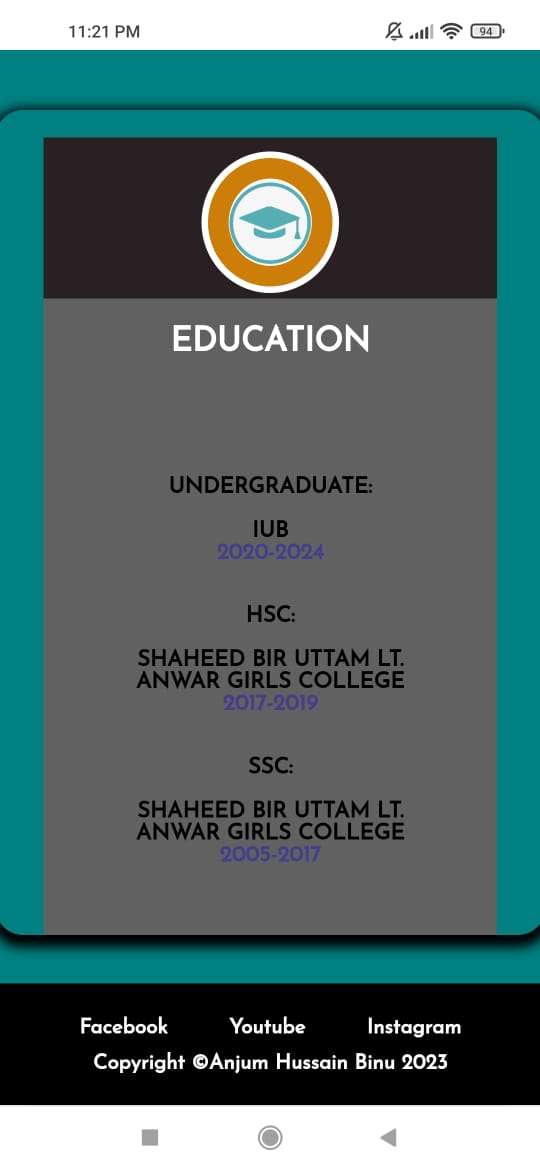 11:21 PM
94
EDUCATION
UNDERGRADUATE:
IUB
2020-2024
HSC:
SHAHEED BIR UTTAM LT.
ANWAR GIRLS COLLEGE
2017-2019
SSC:
SHAHEED BIR UTTAM LT.
ANWAR GIRLS COLLEGE
2005-2017
Facebook Youtube Instagram
Copyright ©Anjum Hussain Binu 2023